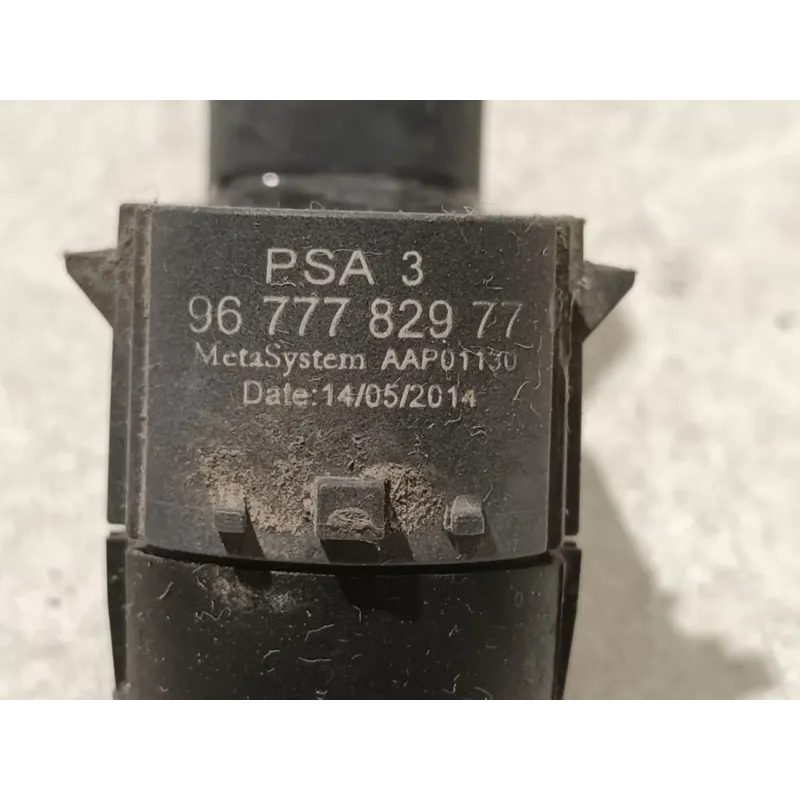 PSA 3
96 777 829 77
MetaSystem AAP01130
Date:14/05/2014